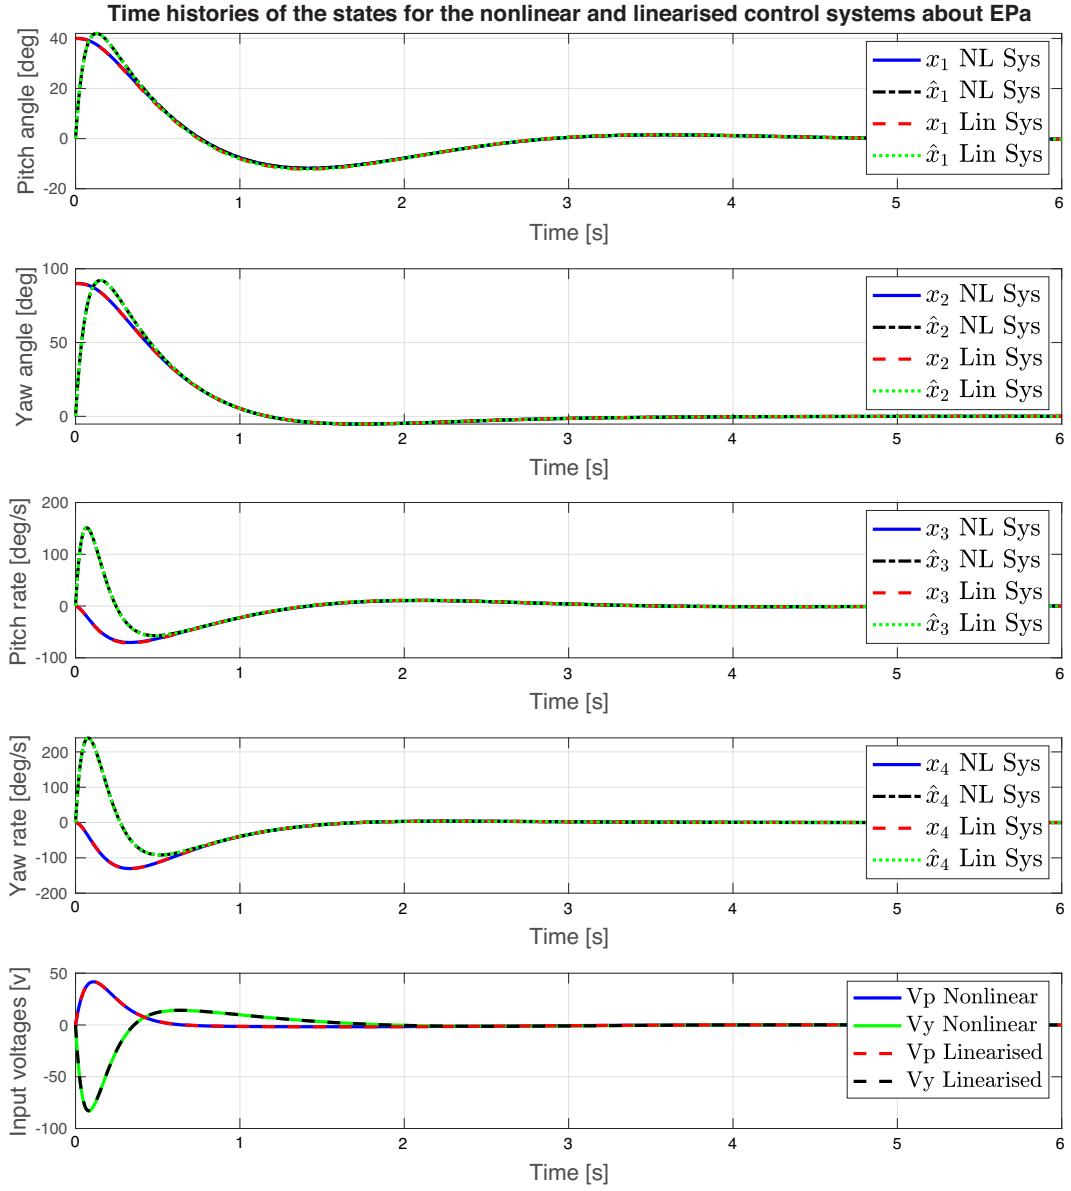 Time histories of the states for the nonlinear and linearised control systems about EPa
Pitch angle [deg]
40
20
0
-20
x₁ NL Sys
x̂₁ NL Sys
x₁ Lin Sys
x̂₁ Lin Sys
0 1 2 3 4 5 6
Time [s]
Yaw angle [deg]
100
50
0
x₂ NL Sys
x̂₂ NL Sys
x₂ Lin Sys
x̂₂ Lin Sys
0 1 2 3 4 5 6
Time [s]
Pitch rate [deg/s]
200
100
0
-100
x₃ NL Sys
x̂₃ NL Sys
x₃ Lin Sys
x̂₃ Lin Sys
0 1 2 3 4 5 6
Time [s]
Yaw rate [deg/s]
200
100
0
-100
-200
x₄ NL Sys
x̂₄ NL Sys
x₄ Lin Sys
x̂₄ Lin Sys
0 1 2 3 4 5 6
Time [s]
Input voltages [v]
50
0
-50
-100
Vp Nonlinear
Vy Nonlinear
Vp Linearised
Vy Linearised
0 1 2 3 4 5 6
Time [s]